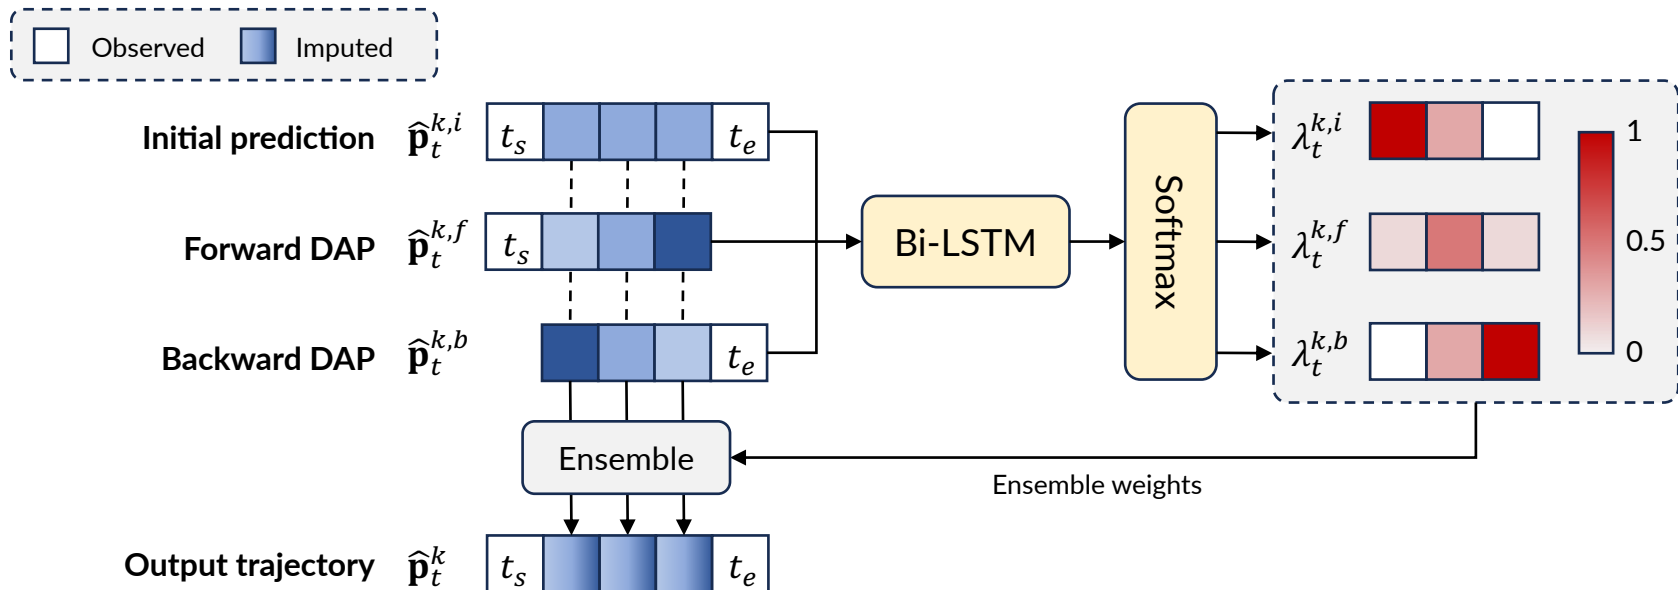 Observed Imputed
Initial prediction p̂_t^{k,i} t_s t_e
Forward DAP p̂_t^{k,f} t_s
Backward DAP p̂_t^{k,b} t_e
Bi-LSTM
Softmax
λ_t^{k,i} 1
λ_t^{k,f} 0.5
λ_t^{k,b} 0
Ensemble
Ensemble weights
Output trajectory p̂_t^k t_s t_e